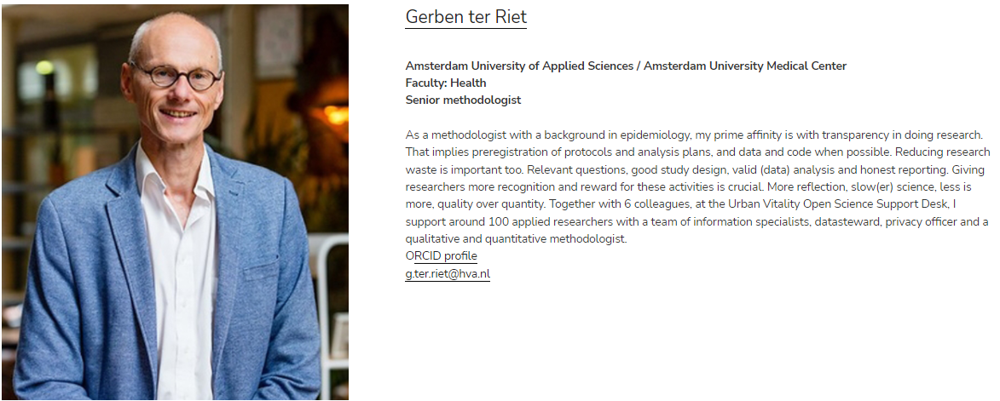 Gerben ter Riet
Amsterdam University of Applied Sciences / Amsterdam University Medical Center
Faculty: Health
Senior methodologist
As a methodologist with a background in epidemiology, my prime affinity is with transparency in doing research.
That implies preregistration of protocols and analysis plans, and data and code when possible. Reducing research
waste is important too. Relevant questions, good study design, valid (data) analysis and honest reporting. Giving
researchers more recognition and reward for these activities is crucial. More reflection, slow(er) science, less is
more, quality over quantity. Together with 6 colleagues, at the Urban Vitality Open Science Support Desk, I
support around 100 applied researchers with a team of information specialists, datasteward, privacy officer and a
qualitative and quantitative methodologist.
ORCID profile
g.ter.riet@hva.nl